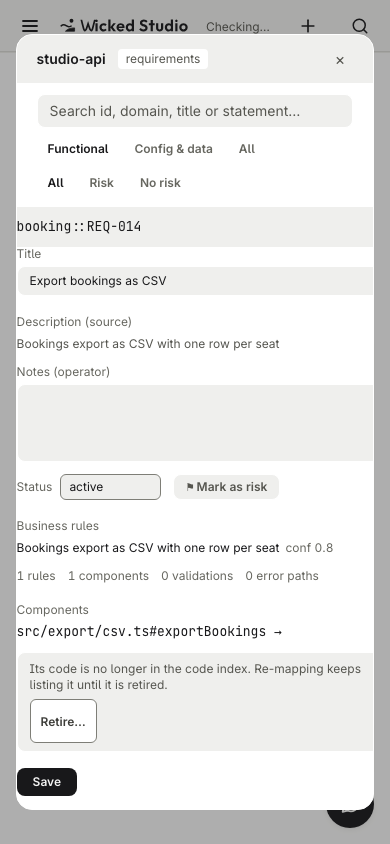 Wicked Studio
Checking…
studio-api
requirements
×
Search id, domain, title or statement…
Functional
Config & data
All
All
Risk
No risk
booking::REQ-014
Title
Export bookings as CSV
Description (source)
Bookings export as CSV with one row per seat
Notes (operator)
Status
active
⚑ Mark as risk
Business rules
Bookings export as CSV with one row per seat conf 0.8
1 rules 1 components 0 validations 0 error paths
Components
src/export/csv.ts#exportBookings →
Its code is no longer in the code index. Re-mapping keeps
listing it until it is retired.
Retire…
Save